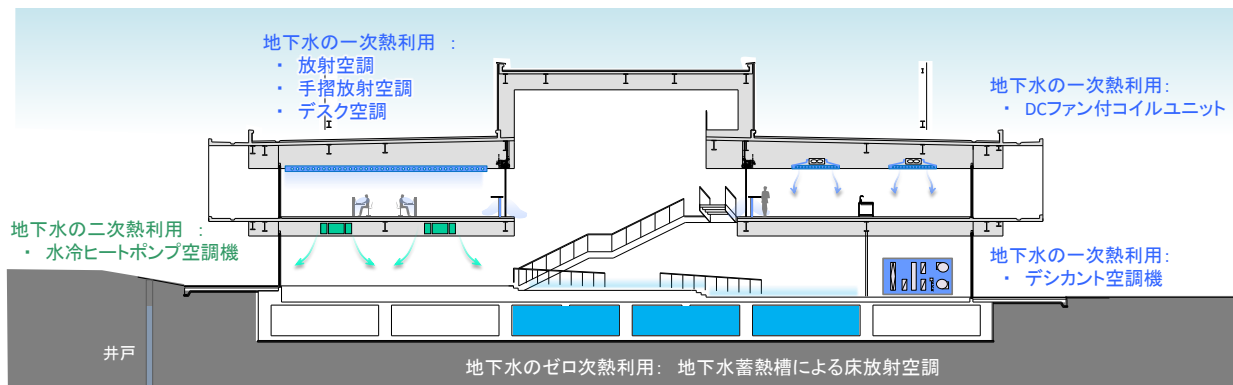 地下水の一次熱利用 ：
・ 放射空調
・ 手摺放射空調
・ デスク空調
地下水の一次熱利用：
・ DCファン付コイルユニット
地下水の二次熱利用 ：
・ 水冷ヒートポンプ空調機
地下水の一次熱利用：
・ デシカント空調機
井戸
地下水のゼロ次熱利用： 地下水蓄熱槽による床放射空調